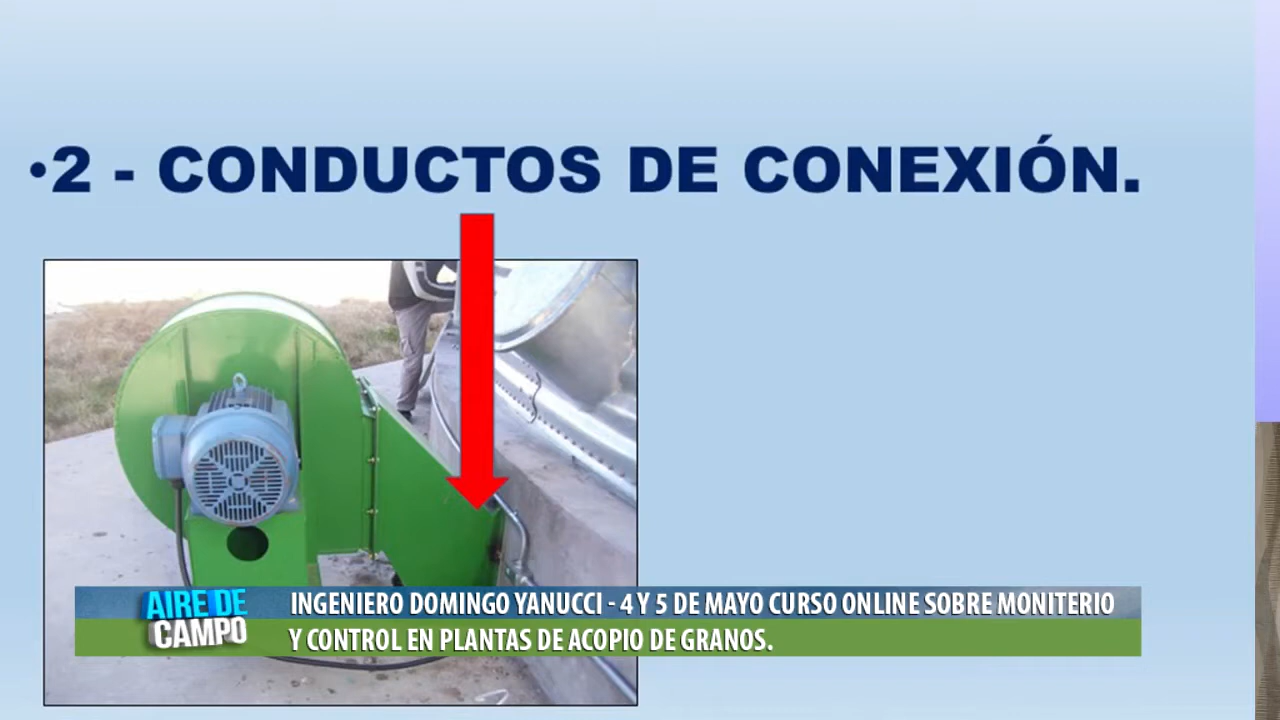 •2 - CONDUCTOS DE CONEXIÓN.
AIRE DE
CAMPO
INGENIERO DOMINGO YANUCCI - 4 Y 5 DE MAYO CURSO ONLINE SOBRE MONITERIO
Y CONTROL EN PLANTAS DE ACOPIO DE GRANOS.